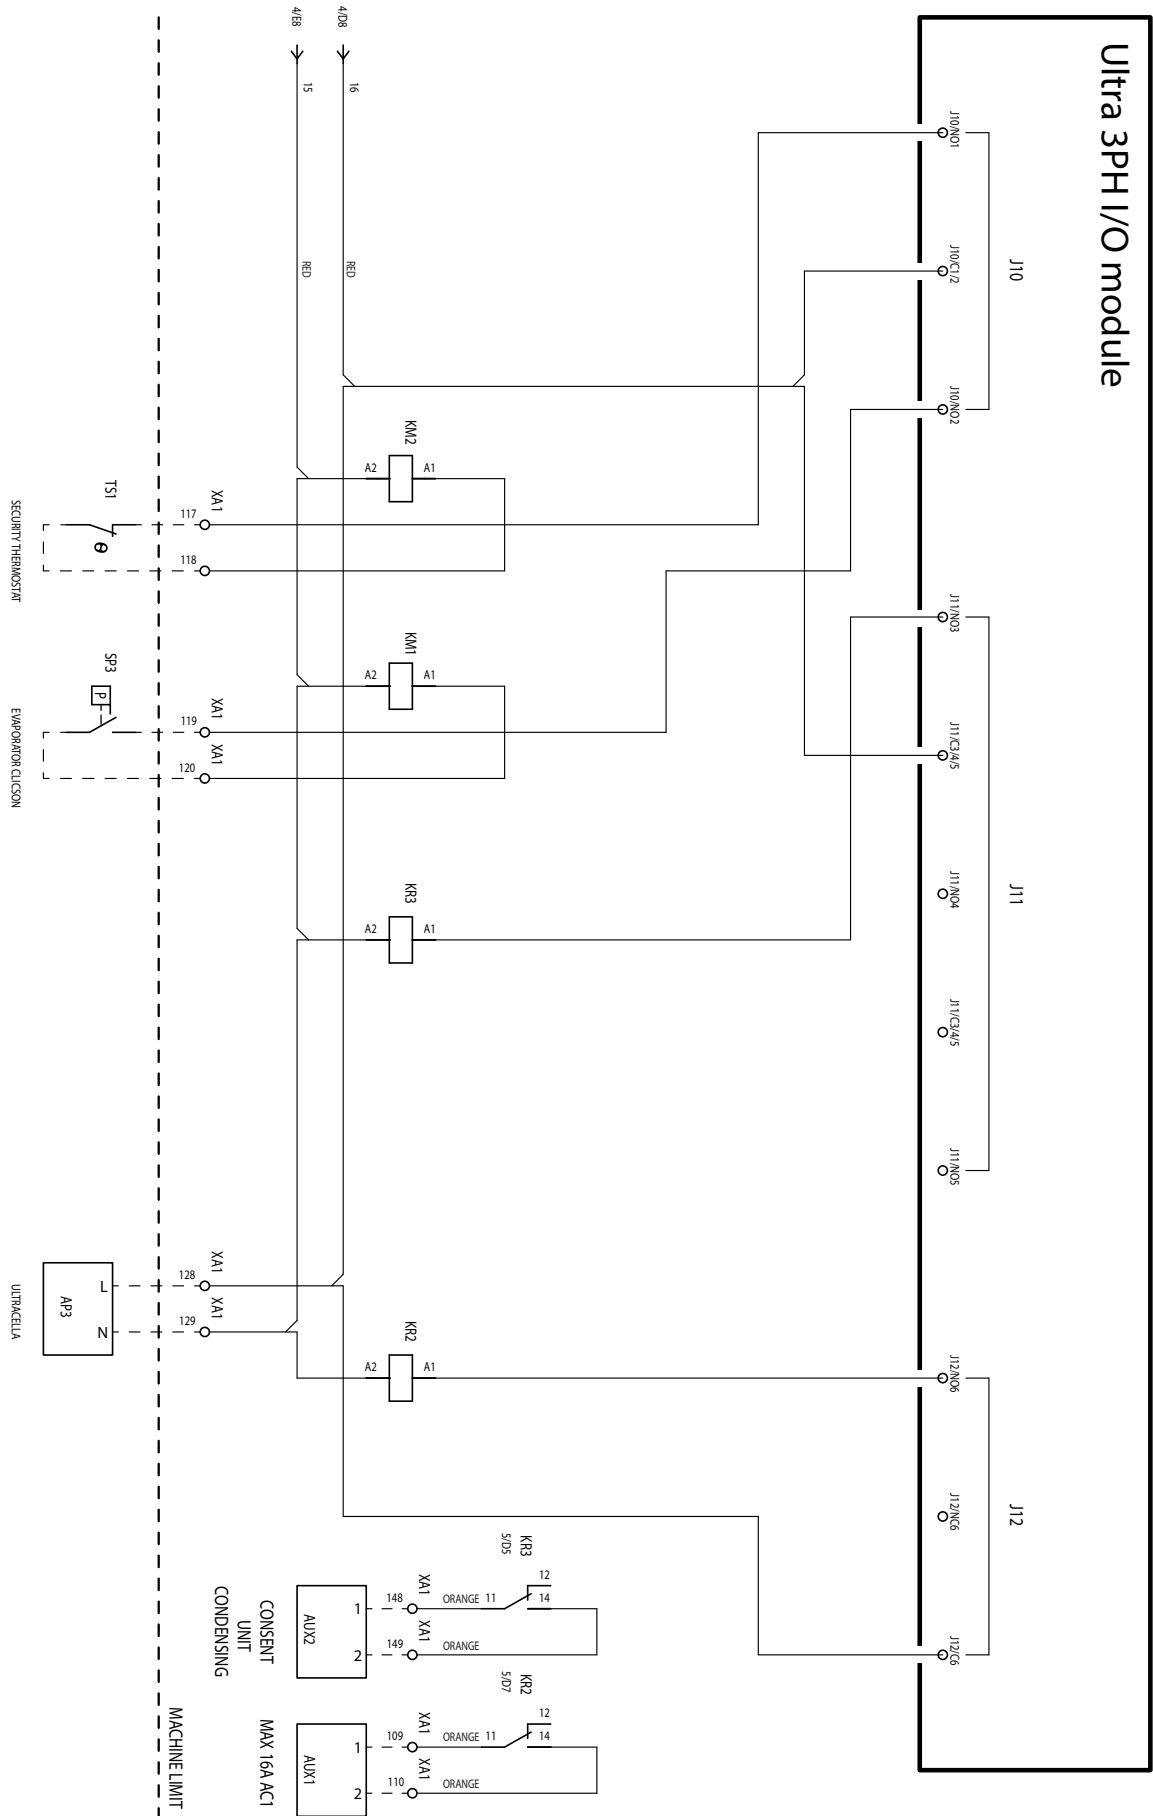 Ultra 3PH I/O module
J10
J11
J12
J10/NO1
J10/C1/2
J10/NO2
J11/NO3
J11/C3/4/5
J11/NO4
J11/C3/4/5
J11/NO5
J12/NO6
J12/NC6
J12/C6
4/D8
16
RED
4/E8
15
RED
KM2
A2
A1
KM1
A2
A1
KR3
A2
A1
KR2
A2
A1
KR3
5/D5
12
11
14
ORANGE
ORANGE
XA1
148
XA1
149
1
2
AUX2
CONSENT
UNIT
CONDENSING
KR2
5/D7
12
11
14
ORANGE
ORANGE
XA1
109
XA1
110
1
2
AUX1
MAX 16A AC1
XA1
117
118
TS1
θ
SECURITY THERMOSTAT
XA1
119
XA1
120
SP3
P
EVAPORATOR CLICSON
XA1
128
XA1
129
L
N
AP3
ULTRACELLA
MACHINE LIMIT